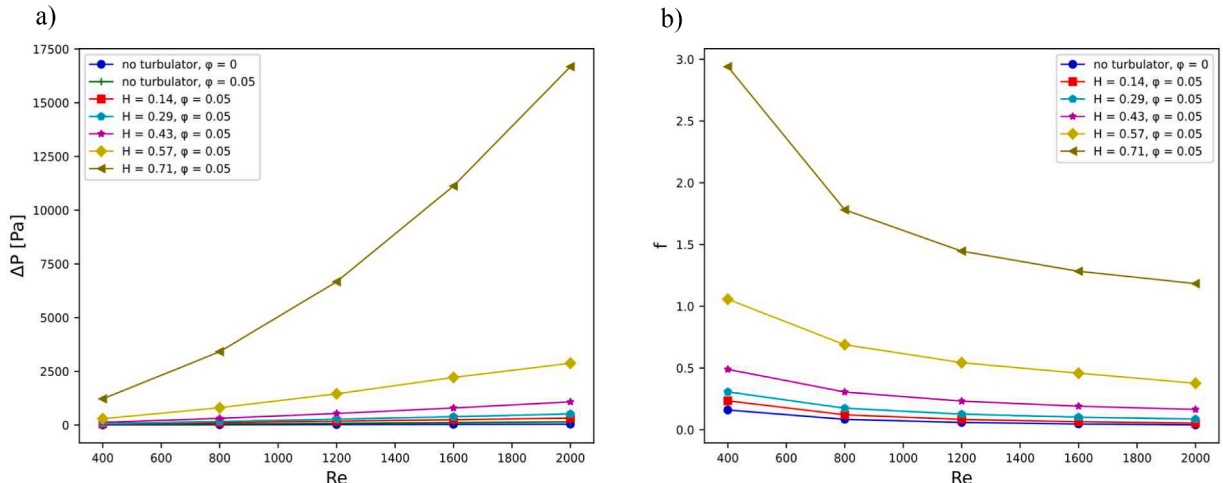 a)
17500
15000
12500
10000
7500
5000
2500
0
ΔP [Pa]
no turbulator, φ = 0
no turbulator, φ = 0.05
H = 0.14, φ = 0.05
H = 0.29, φ = 0.05
H = 0.43, φ = 0.05
H = 0.57, φ = 0.05
H = 0.71, φ = 0.05
400 600 800 1000 1200 1400 1600 1800 2000
Re
b)
3.0
2.5
2.0
1.5
1.0
0.5
0.0
f
no turbulator, φ = 0
H = 0.14, φ = 0.05
H = 0.29, φ = 0.05
H = 0.43, φ = 0.05
H = 0.57, φ = 0.05
H = 0.71, φ = 0.05
400 600 800 1000 1200 1400 1600 1800 2000
Re